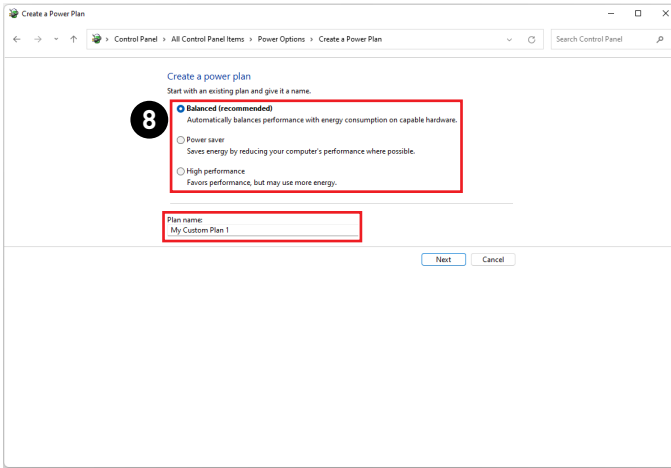 Create a Power Plan
Control Panel > All Control Panel Items > Power Options > Create a Power Plan
Search Control Panel
Create a power plan
Start with an existing plan and give it a name.
8
Balanced (recommended)
Automatically balances performance with energy consumption on capable hardware.
Power saver
Saves energy by reducing your computer's performance where possible.
High performance
Favors performance, but may use more energy.
Plan name:
My Custom Plan 1
Next Cancel